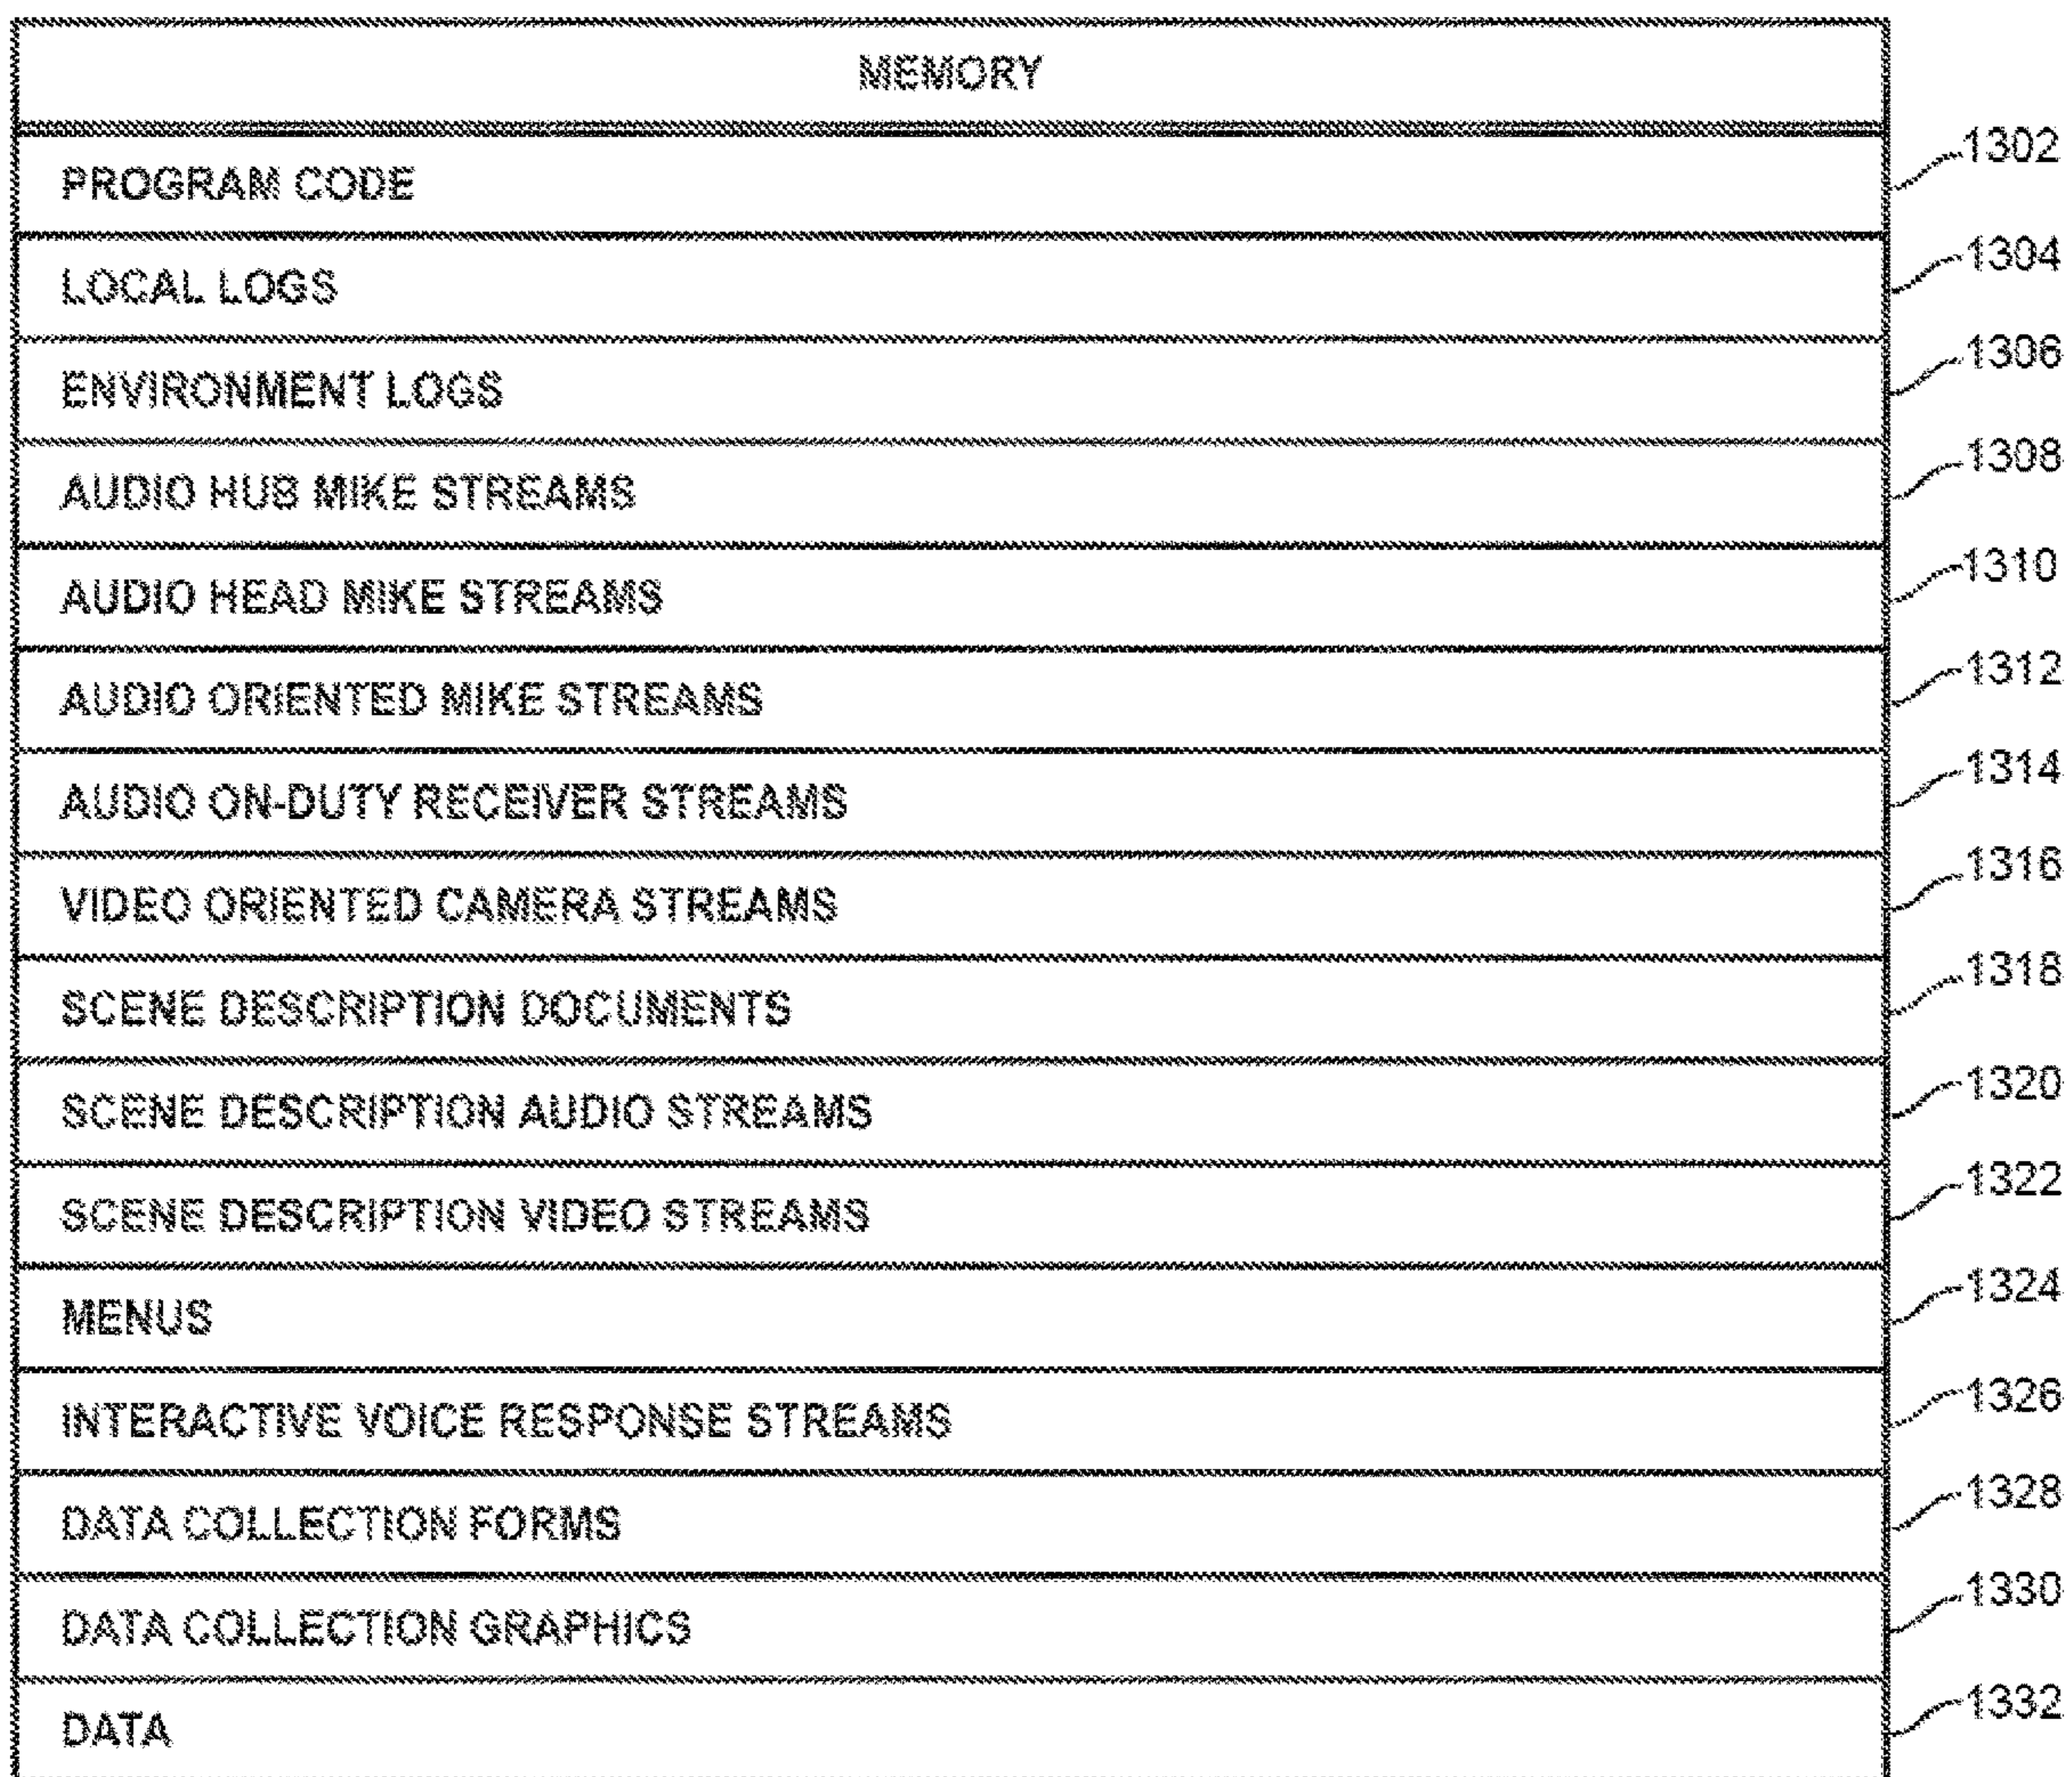 MEMORY
PROGRAM CODE 1302
LOCAL LOGS 1304
ENVIRONMENT LOGS 1306
AUDIO HUB MIKE STREAMS 1308
AUDIO HEAD MIKE STREAMS 1310
AUDIO ORIENTED MIKE STREAMS 1312
AUDIO ON-DUTY RECEIVER STREAMS 1314
VIDEO ORIENTED CAMERA STREAMS 1316
SCENE DESCRIPTION DOCUMENTS 1318
SCENE DESCRIPTION AUDIO STREAMS 1320
SCENE DESCRIPTION VIDEO STREAMS 1322
MENUS 1324
INTERACTIVE VOICE RESPONSE STREAMS 1326
DATA COLLECTION FORMS 1328
DATA COLLECTION GRAPHICS 1330
DATA 1332